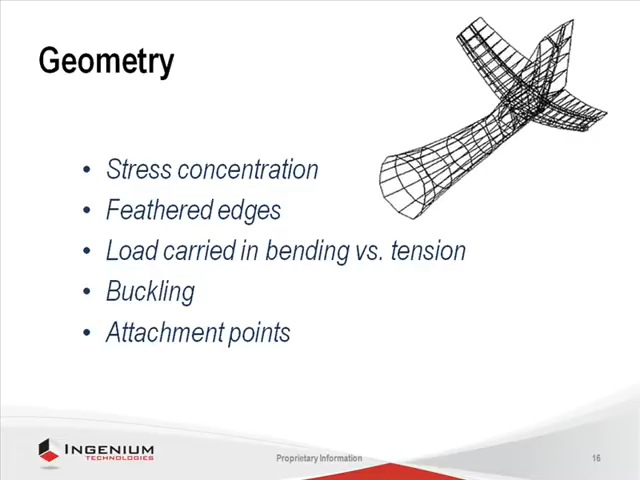 Geometry
• Stress concentration
• Feathered edges
• Load carried in bending vs. tension
• Buckling
• Attachment points
INGENIUM
TECHNOLOGIES
Proprietary Information
16